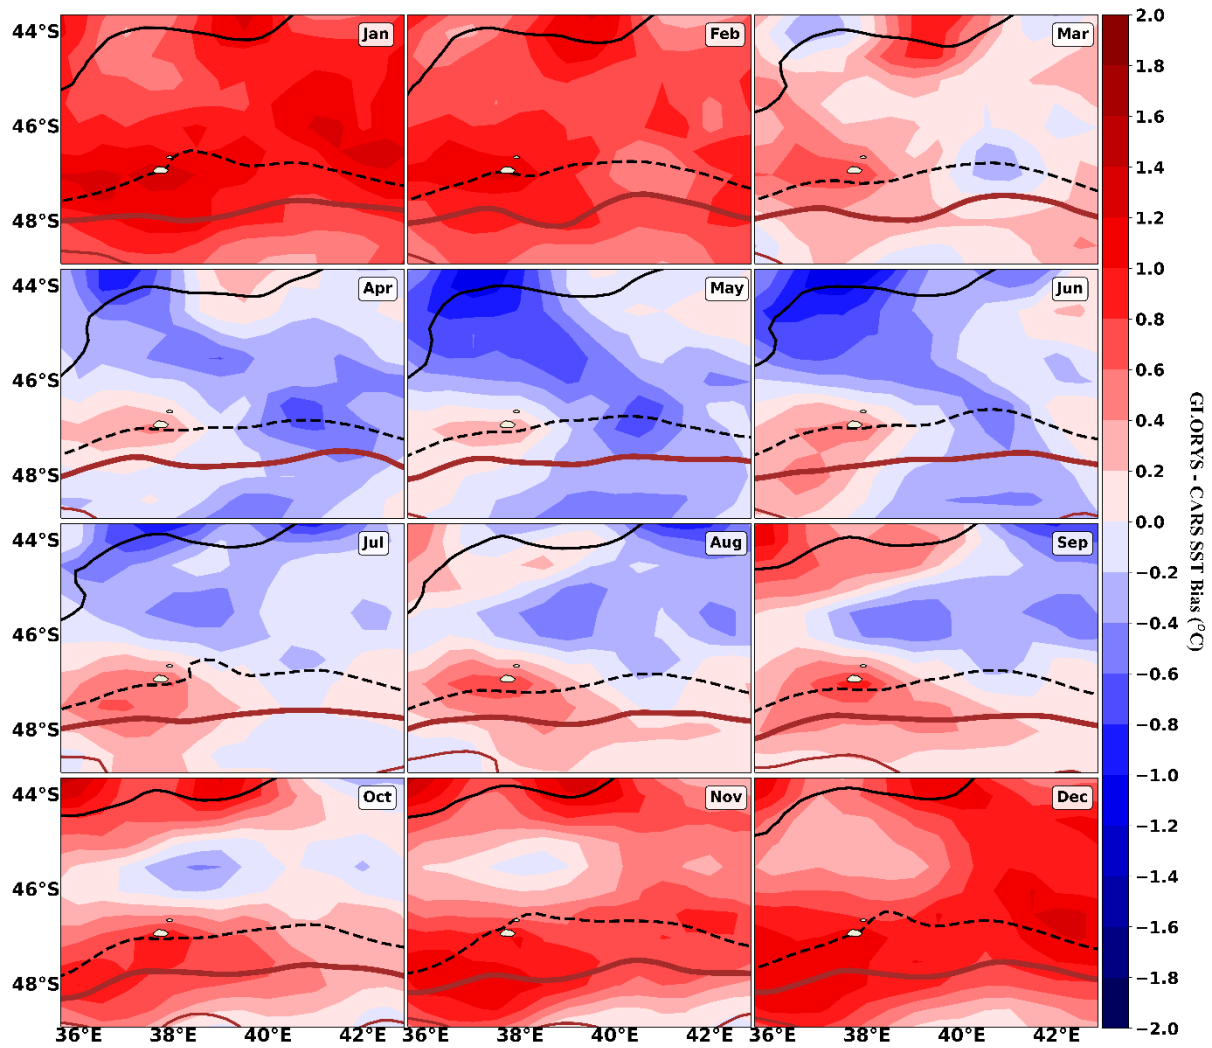 44°S
46°S
48°S
Jan
Feb
Mar
44°S
46°S
48°S
Apr
May
Jun
44°S
46°S
48°S
Jul
Aug
Sep
44°S
46°S
48°S
Oct
Nov
Dec
36°E 38°E 40°E 42°E
36°E 38°E 40°E 42°E
36°E 38°E 40°E 42°E
2.0
1.8
1.6
1.4
1.2
1.0
0.8
0.6
0.4
0.2
0.0
−0.2
−0.4
−0.6
−0.8
−1.0
−1.2
−1.4
−1.6
−1.8
−2.0
GLORYS - CARS SST Bias (°C)